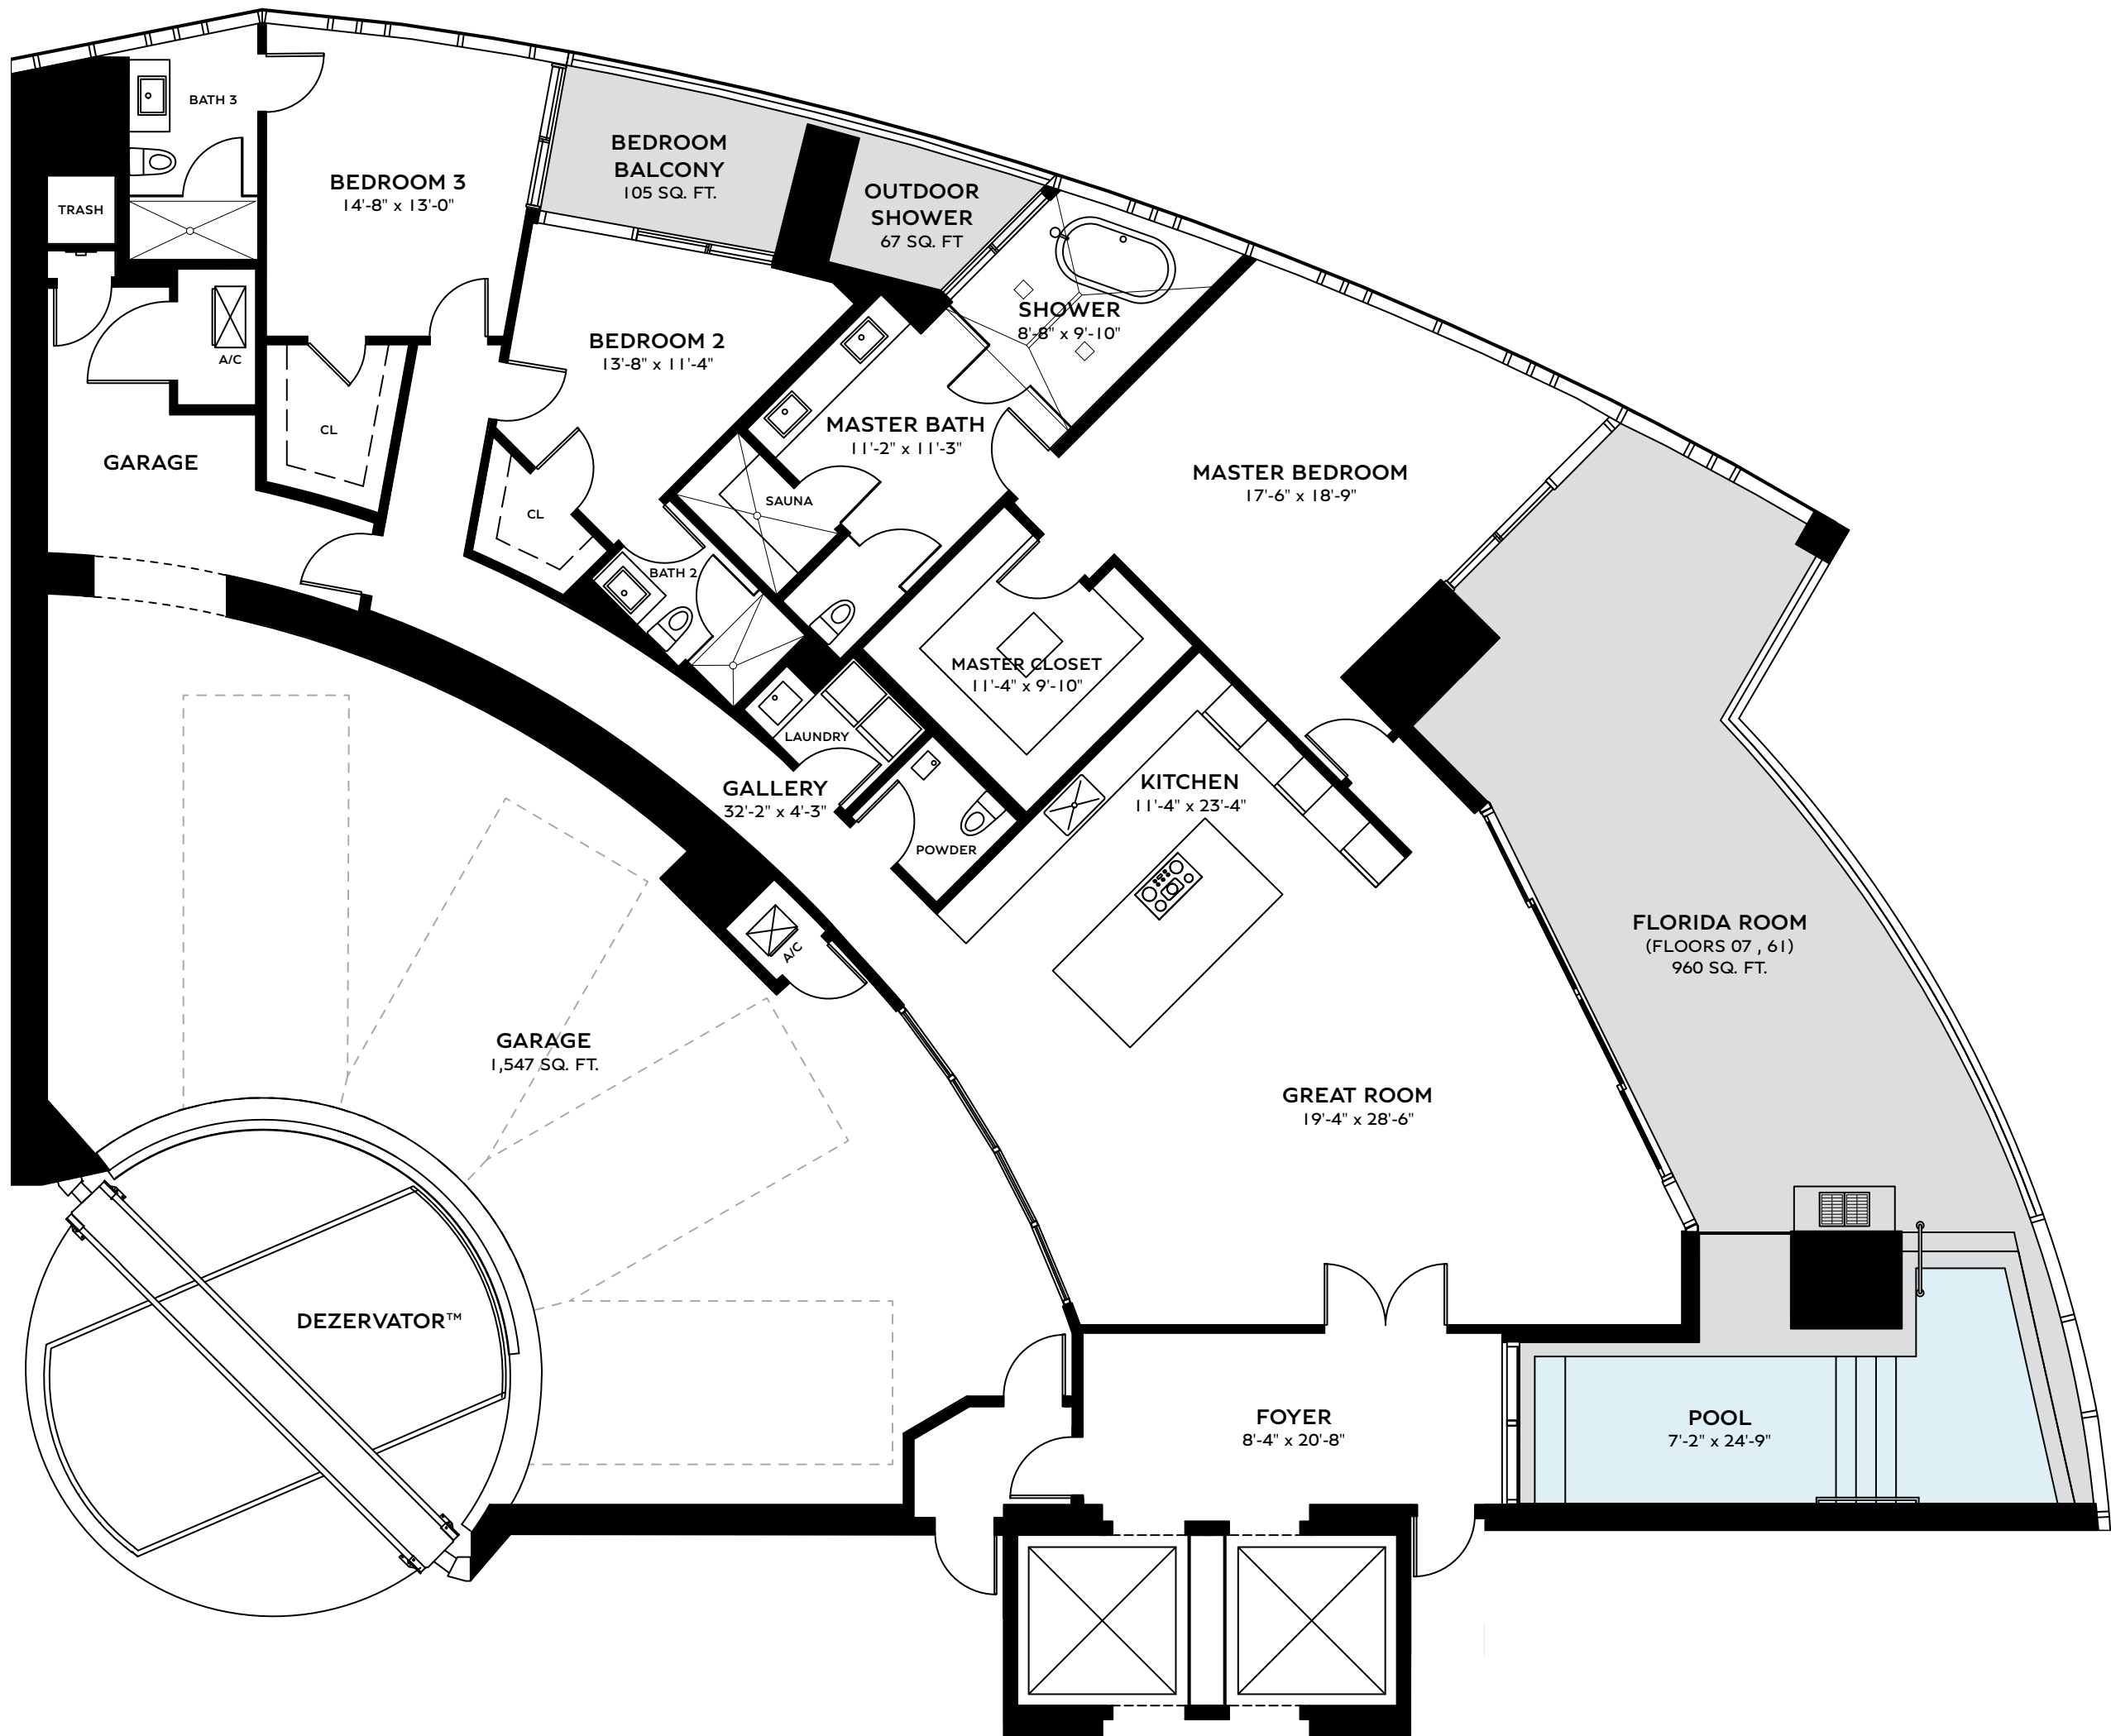 BATH 3
BEDROOM
BALCONY
105 SQ. FT.
BEDROOM 3
14'-8" x 13'-0"
OUTDOOR
SHOWER
67 SQ. FT
TRASH
SHOWER
8'-8" x 9'-10"
BEDROOM 2
13'-8" x 11'-4"
A/C
MASTER BATH
11'-2" x 11'-3"
CL
GARAGE
MASTER BEDROOM
17'-6" x 18'-9"
SAUNA
CL
BATH 2
MASTER CLOSET
11'-4" x 9'-10"
LAUNDRY
GALLERY
32'-2" x 4'-3"
KITCHEN
11'-4" x 23'-4"
POWDER
FLORIDA ROOM
(FLOORS 07 , 61)
960 SQ. FT.
A/C
GARAGE
1,547 SQ. FT.
GREAT ROOM
19'-4" x 28'-6"
DEZERVATOR™
FOYER
8'-4" x 20'-8"
POOL
7'-2" x 24'-9"